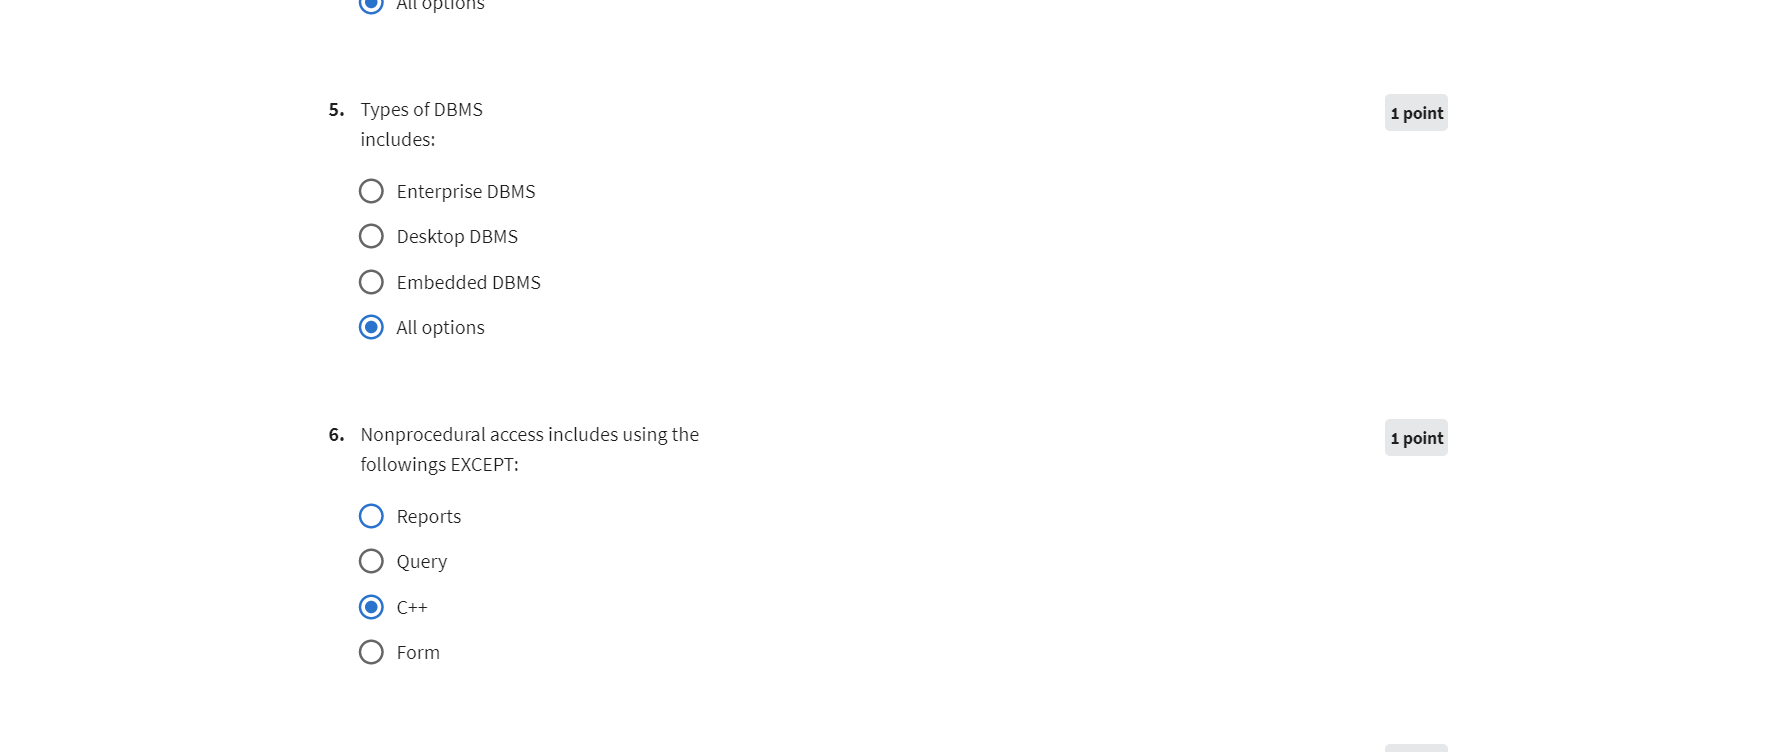 All options
5. Types of DBMS
includes:
1 point
Enterprise DBMS
Desktop DBMS
Embedded DBMS
All options
6. Nonprocedural access includes using the
followings EXCEPT:
1 point
Reports
Query
C++
Form